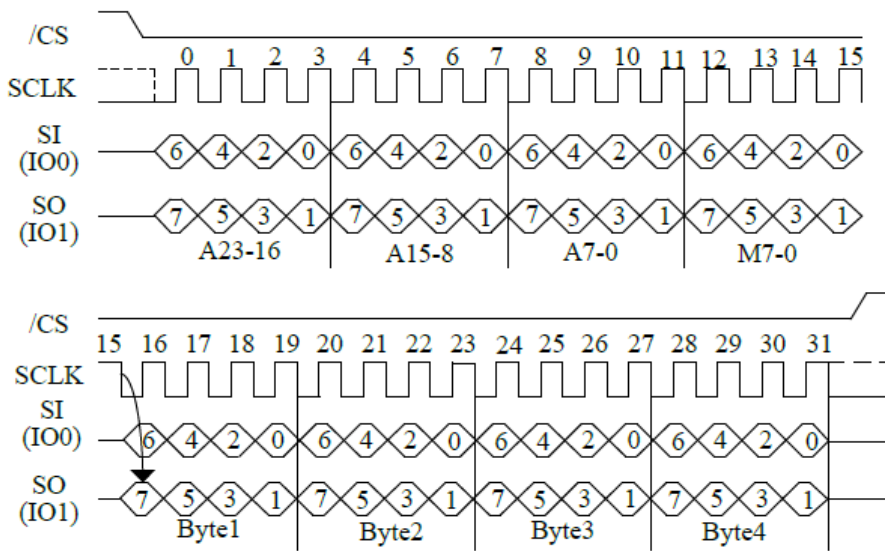 /CS
0 1 2 3 4 5 6 7 8 9 10 11 12 13 14 15
SCLK
SI
(IO0)
6 4 2 0 6 4 2 0 6 4 2 0 6 4 2 0
SO
(IO1)
7 5 3 1 7 5 3 1 7 5 3 1 7 5 3 1
A23-16 A15-8 A7-0 M7-0
/CS
15 16 17 18 19 20 21 22 23 24 25 26 27 28 29 30 31
SCLK
SI
(IO0)
6 4 2 0 6 4 2 0 6 4 2 0 6 4 2 0
SO
(IO1)
7 5 3 1 7 5 3 1 7 5 3 1 7 5 3 1
Byte1 Byte2 Byte3 Byte4